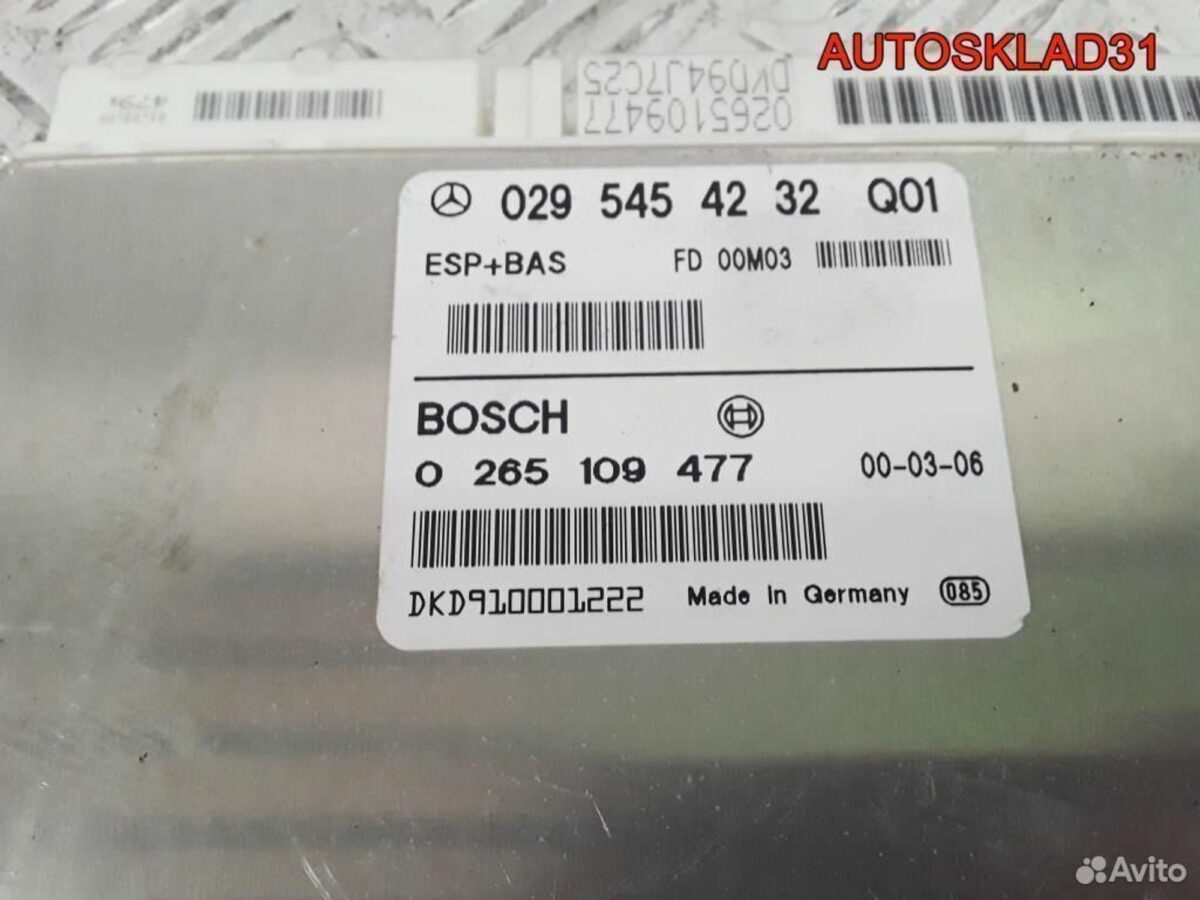 AUTOSKLAD31
4294
DVD94J7C25
0265109477
029 545 42 32 Q01
ESP+BAS FD 00M03
BOSCH
0 265 109 477 00-03-06
DKD910001222 Made in Germany 085
Avito